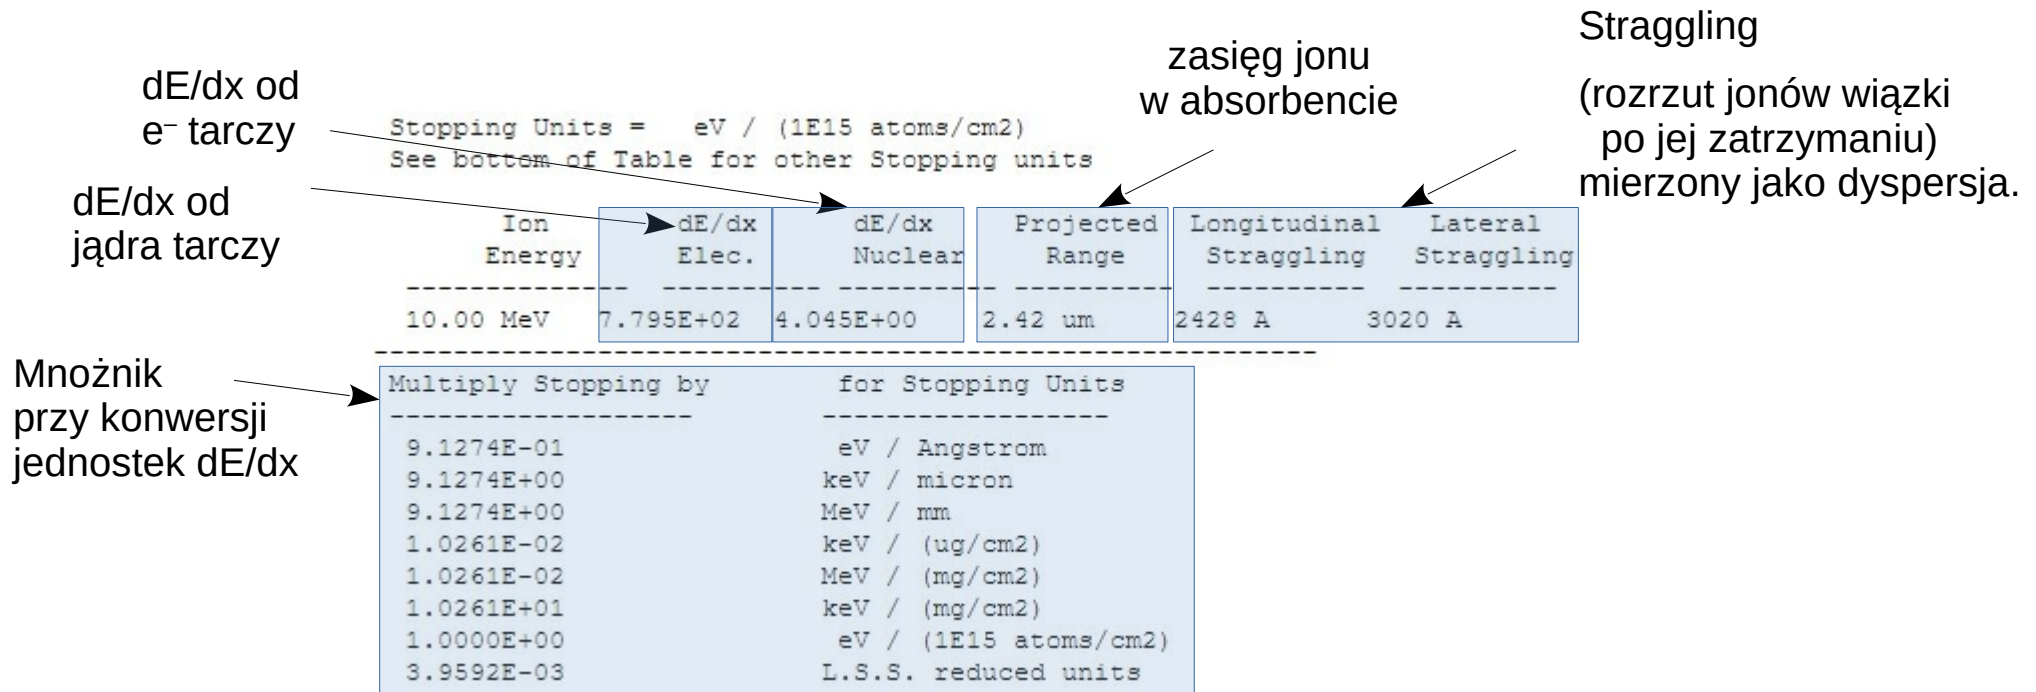 Straggling
(rozrzut jonów wiązki
po jej zatrzymaniu)
mierzony jako dyspersja.
zasięg jonu
w absorbencie
dE/dx od
e– tarczy
dE/dx od
jądra tarczy
Stopping Units =   eV / (1E15 atoms/cm2)
See bottom of Table for other Stopping units
Ion dE/dx dE/dx Projected Longitudinal Lateral
Energy Elec. Nuclear Range Straggling Straggling
-------------- ---------- ---------- ---------- ---------- ----------
10.00 MeV 7.795E+02 4.045E+00 2.42 um 2428 A 3020 A
-----------------------------------------------------------
Mnożnik
przy konwersji
jednostek dE/dx
Multiply Stopping by for Stopping Units
------------------- ------------------
9.1274E-01 eV / Angstrom
9.1274E+00 keV / micron
9.1274E+00 MeV / mm
1.0261E-02 keV / (ug/cm2)
1.0261E-02 MeV / (mg/cm2)
1.0261E+01 keV / (mg/cm2)
1.0000E+00 eV / (1E15 atoms/cm2)
3.9592E-03 L.S.S. reduced units